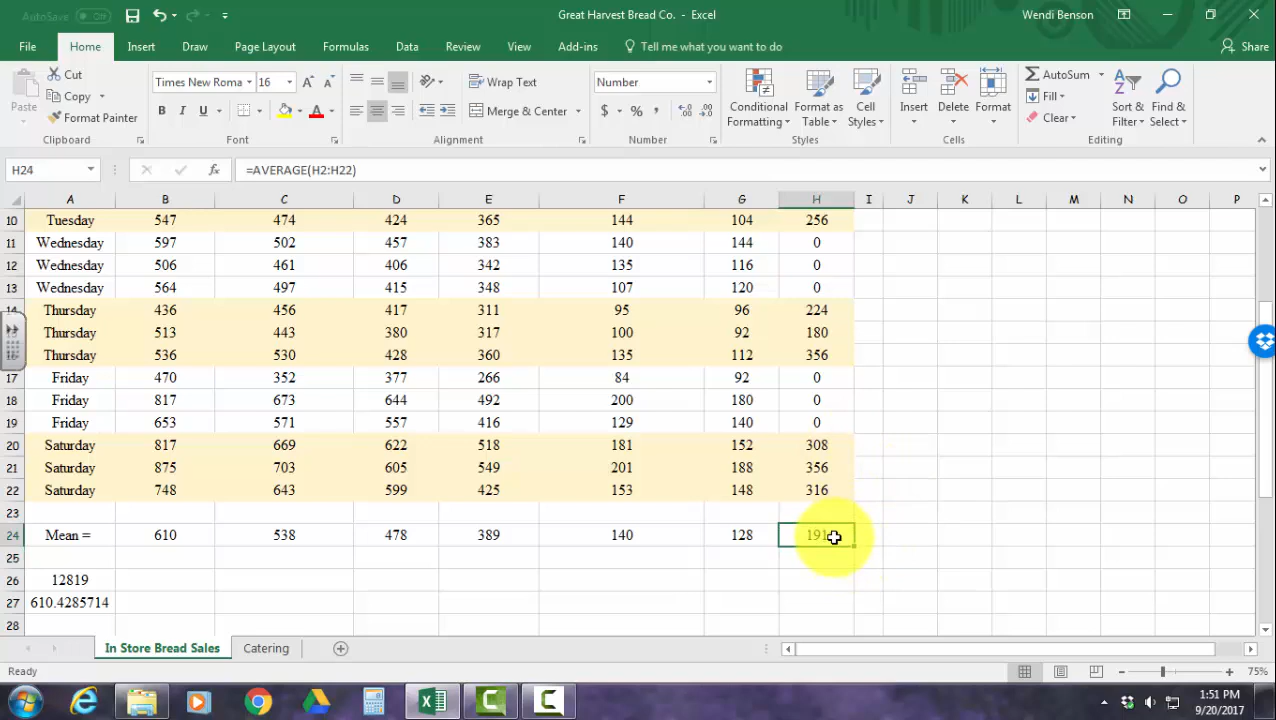 AutoSave Off Great Harvest Bread Co. - Excel Wendi Benson
File Home Insert Draw Page Layout Formulas Data Review View Add-ins Tell me what you want to do Share
Cut Times New Roma 16 Wrap Text Number AutoSum
Paste Copy Fill
Format Painter B I U Merge & Center $ % , Conditional Formatting Format as Table Cell Styles Insert Delete Format Clear Sort & Filter Find & Select
Clipboard Font Alignment Number Styles Cells Editing
H24 fx =AVERAGE(H2:H22)
A B C D E F G H I J K L M N O P
10 Tuesday 547 474 424 365 144 104 256
11 Wednesday 597 502 457 383 140 144 0
12 Wednesday 506 461 406 342 135 116 0
13 Wednesday 564 497 415 348 107 120 0
14 Thursday 436 456 417 311 95 96 224
Thursday 513 443 380 317 100 92 180
Thursday 536 530 428 360 135 112 356
17 Friday 470 352 377 266 84 92 0
18 Friday 817 673 644 492 200 180 0
19 Friday 653 571 557 416 129 140 0
20 Saturday 817 669 622 518 181 152 308
21 Saturday 875 703 605 549 201 188 356
22 Saturday 748 643 599 425 153 148 316
23
24 Mean = 610 538 478 389 140 128 191
25
26 12819
27 610.4285714
28
In Store Bread Sales Catering
Ready 75%
1:51 PM
9/20/2017